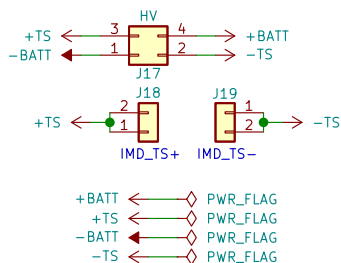 HV
+TS 3 4 +BATT
-BATT 1 2 -TS
J17
J18 J19
2 1
+TS 1 2 -TS
IMD_TS+ IMD_TS-
+BATT PWR_FLAG
+TS PWR_FLAG
-BATT PWR_FLAG
-TS PWR_FLAG